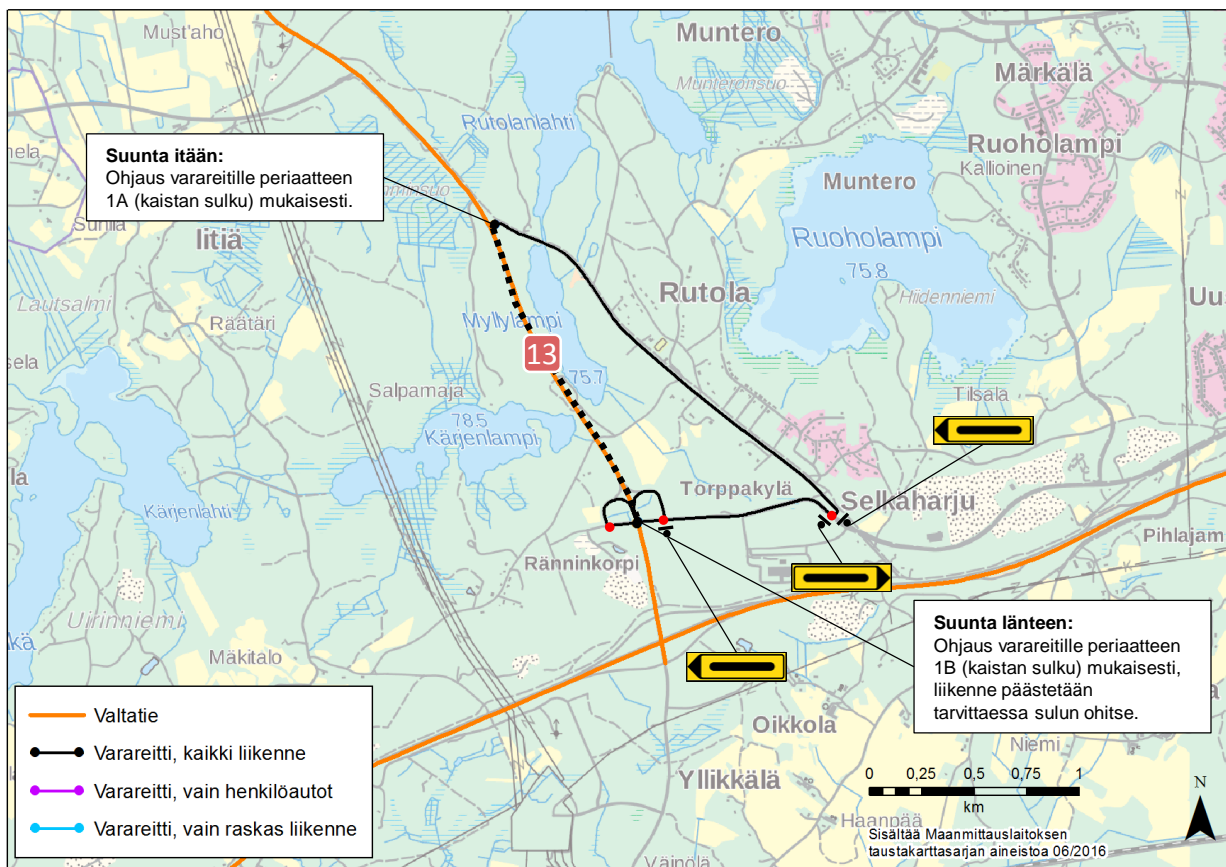 Must'aho
Muntero
Munteronsuo
Märkälä
Rutolanlahti
Ruoholampi
Kallioinen
Suunta itään:
Ohjaus varareitille periaatteen
1A (kaistan sulku) mukaisesti.
Muntero
Iitiä
Ruoholampi
75.8
Lautsalmi
Rutola
Hiidenniemi
Räätäri
Myllylampi
13
75.7
Salpamaja
Tilsala
78.5
Kärjenlampi
Torppakylä
Selkäharju
Kärjenlahti
Pihlajam
Ränninkorpi
Uirinniemi
Mäkitalo
Suunta länteen:
Ohjaus varareitille periaatteen
1B (kaistan sulku) mukaisesti,
liikenne päästetään
tarvittaessa sulun ohitse.
Valtatie
Varareitti, kaikki liikenne
Varareitti, vain henkilöautot
Varareitti, vain raskas liikenne
Oikkola
Niemi
Yllikkälä
0 0,25 0,5 0,75 1
km
N
Haanpää
Sisältää Maanmittauslaitoksen
taustakarttasarjan aineistoa 06/2016
Väinölä